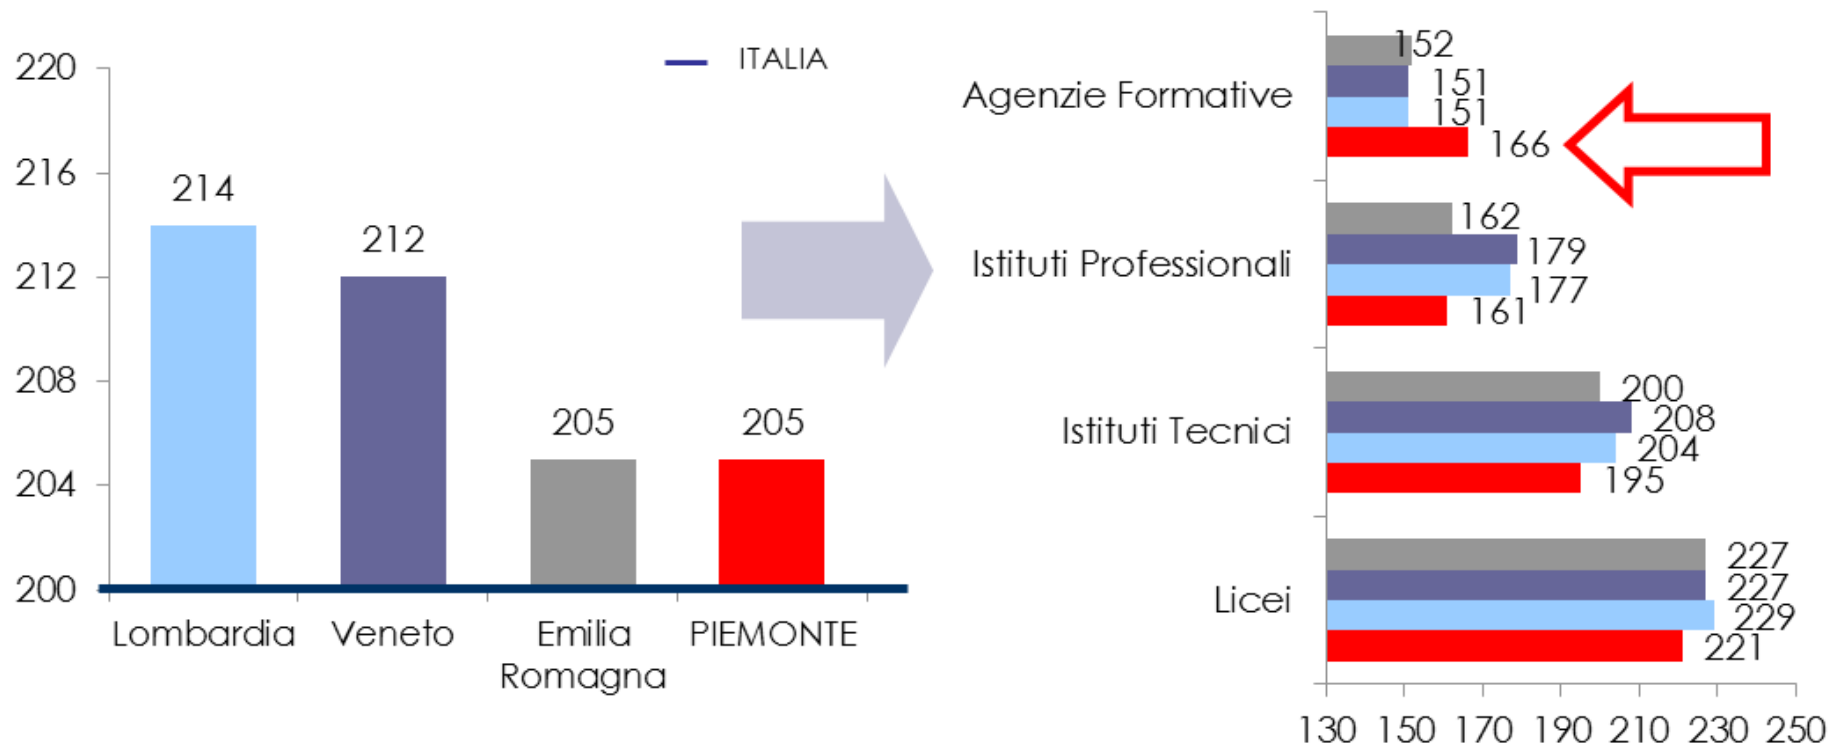 ITALIA
220
216
212
208
204
200
214
212
205
205
Lombardia
Veneto
Emilia
Romagna
PIEMONTE
Agenzie Formative
152
151
151
166
Istituti Professionali
162
179
177
161
Istituti Tecnici
200
208
204
195
Licei
227
227
229
221
130 150 170 190 210 230 250